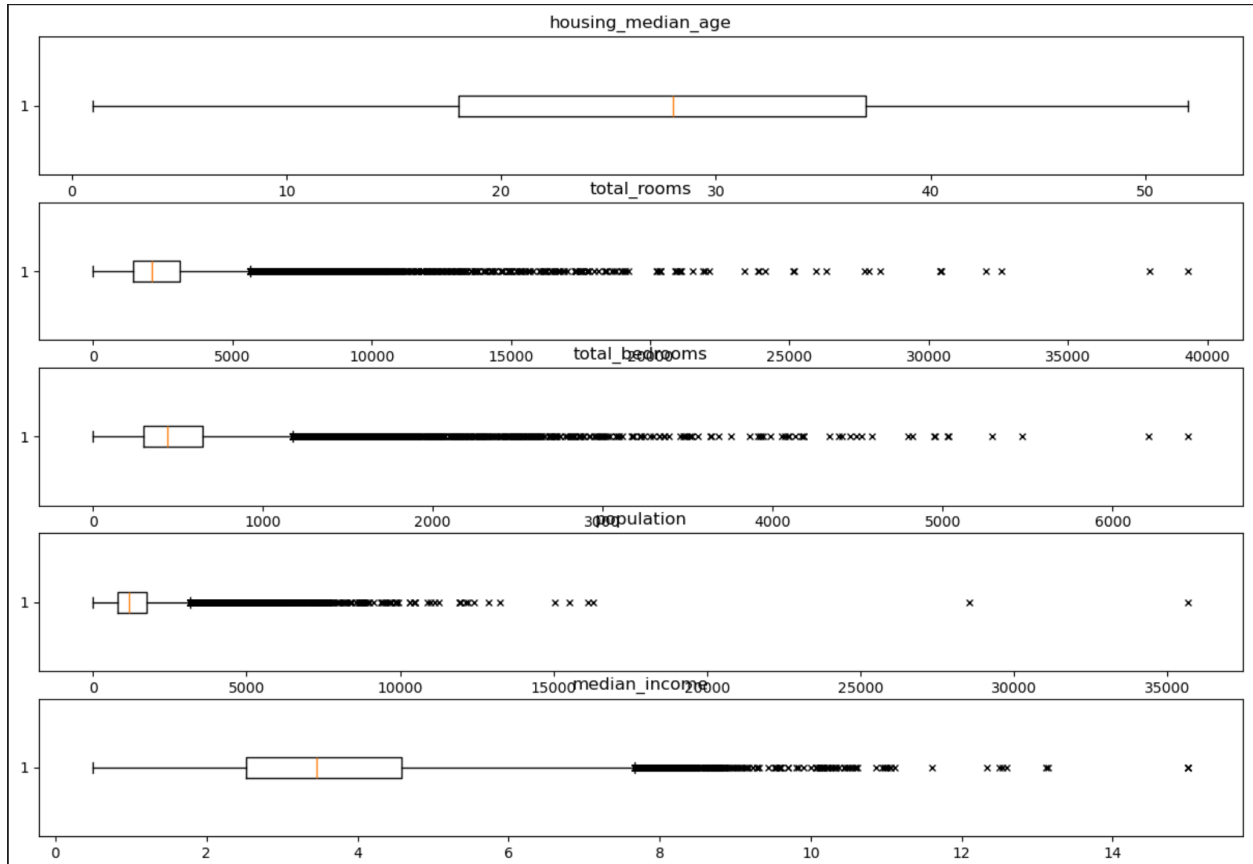 housing_median_age
1
0 10 20 30 40 50
total_rooms
1
0 5000 10000 15000 20000 25000 30000 35000 40000
total_bedrooms
1
0 1000 2000 3000 4000 5000 6000
population
1
0 5000 10000 15000 20000 25000 30000 35000
median_income
1
0 2 4 6 8 10 12 14